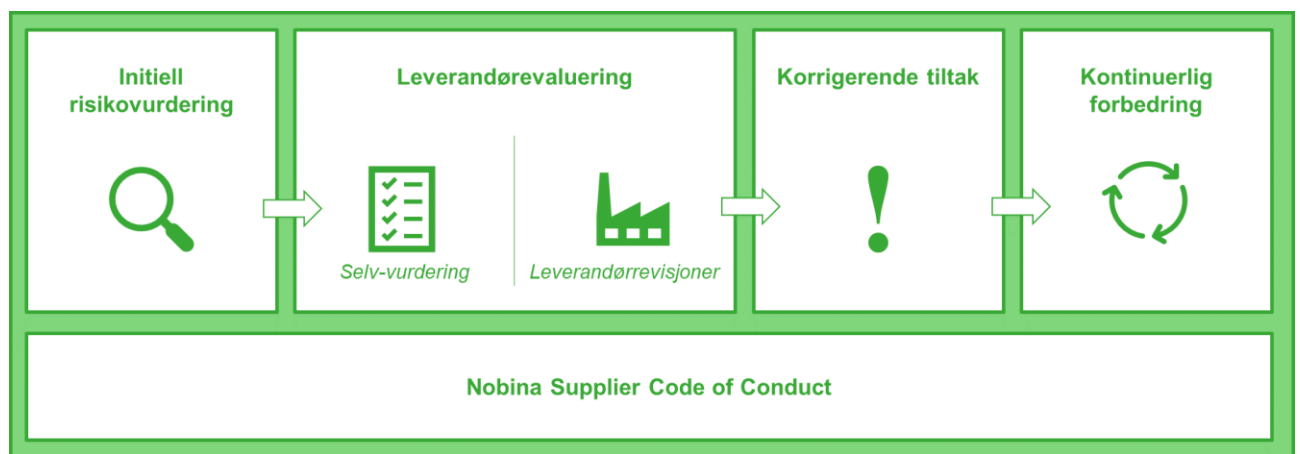 Initiell
risikovurdering
Leverandørevaluering
Selv-vurdering
Leverandørrevisjoner
Korrigerende tiltak
Kontinuerlig
forbedring
Nobina Supplier Code of Conduct